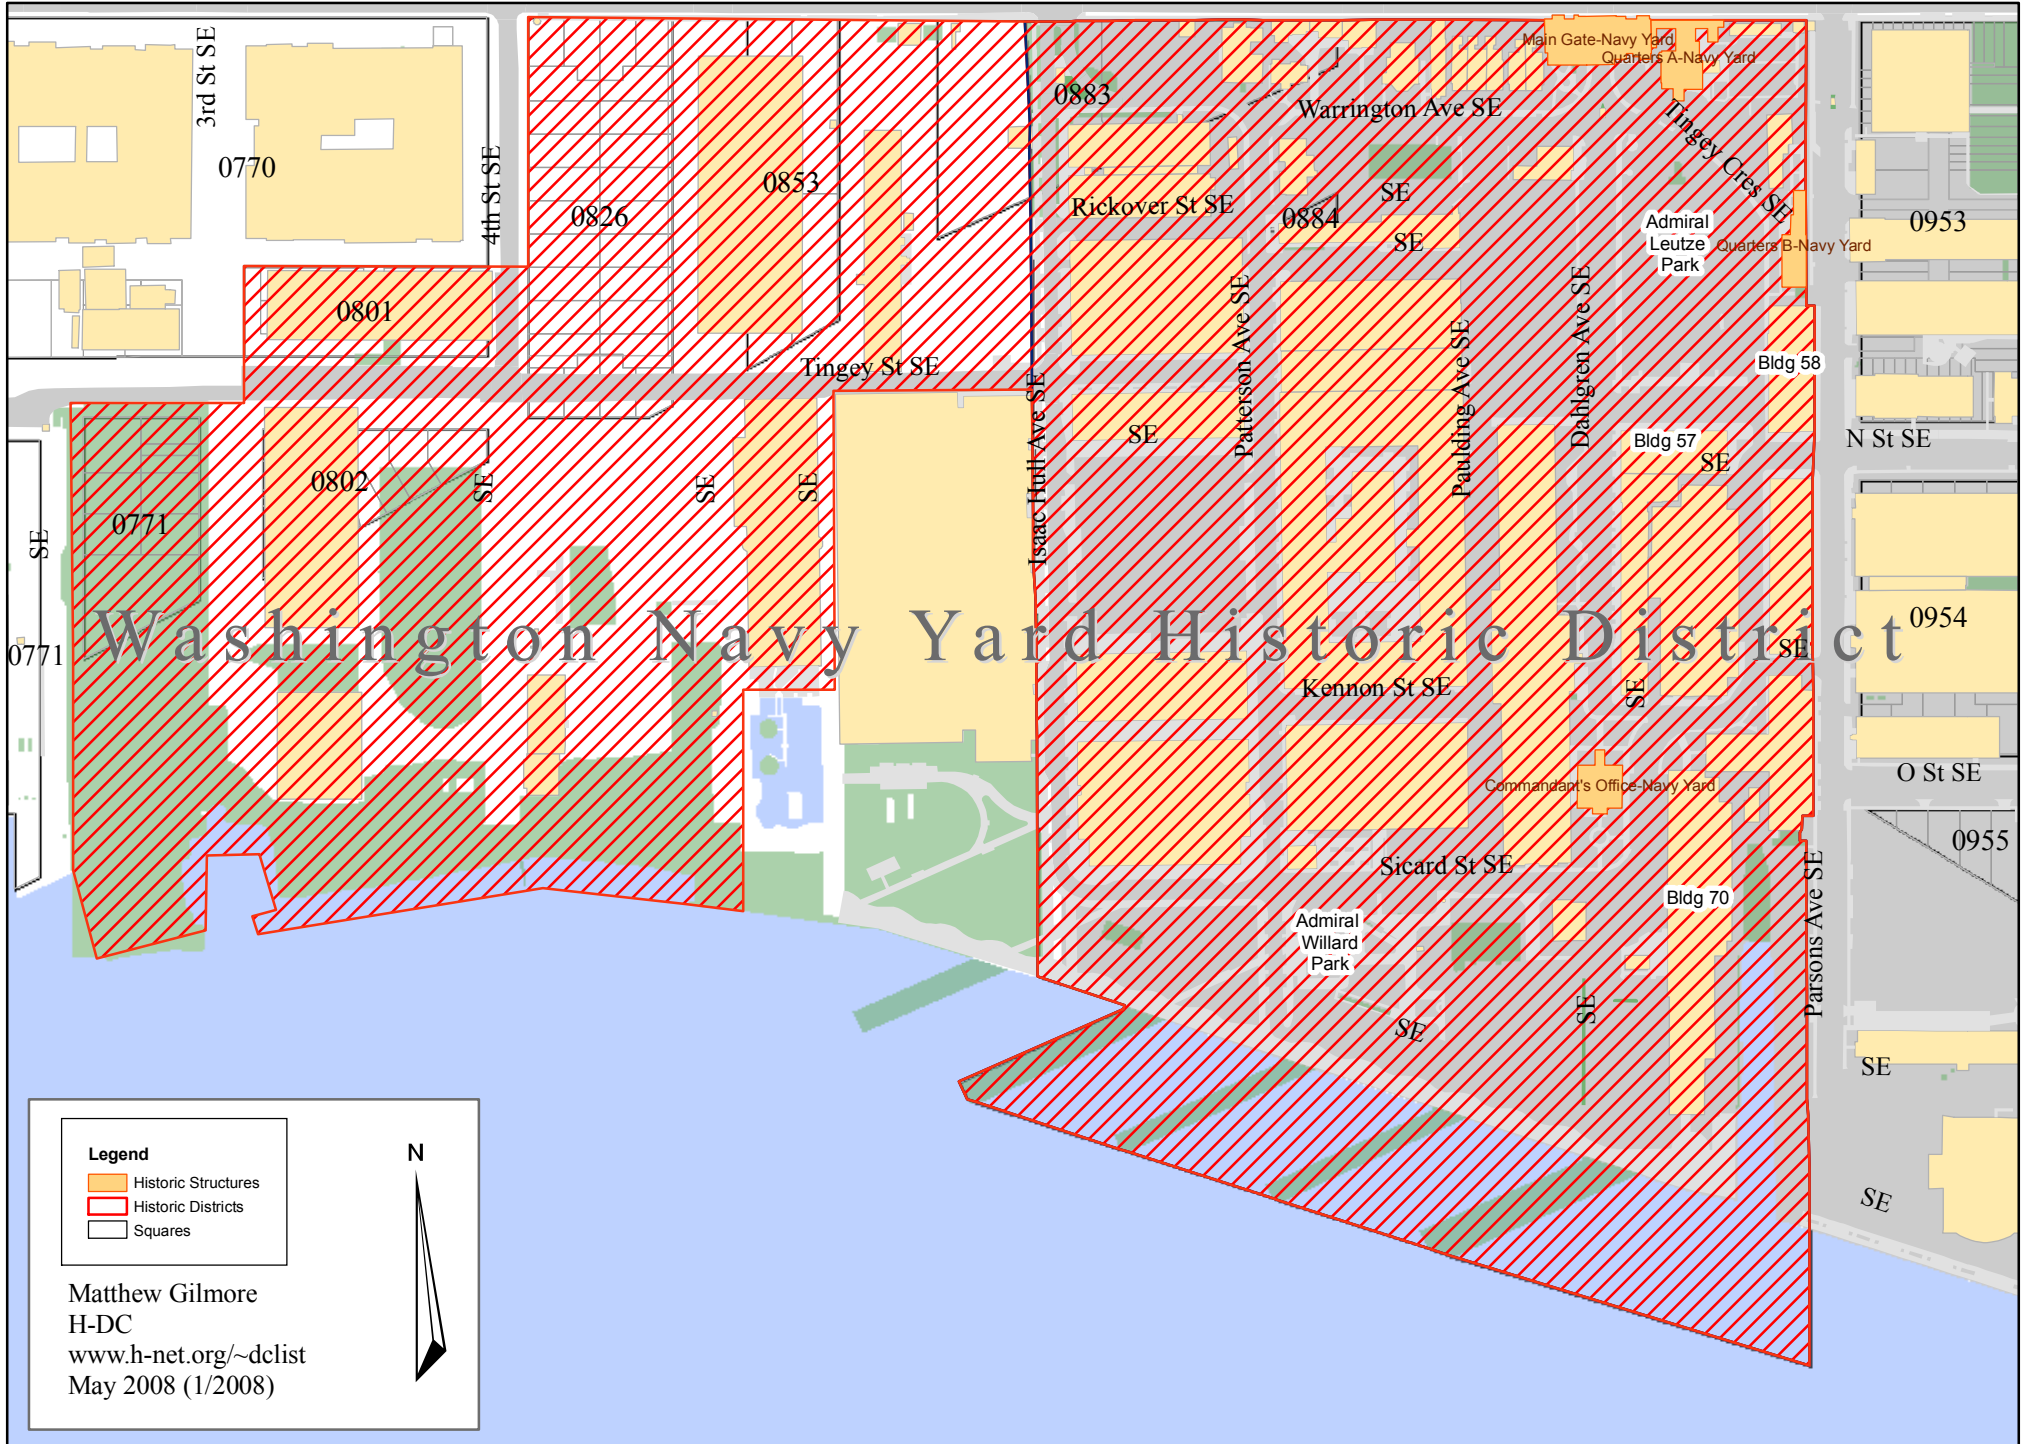 3rd St SE
0770
4th St SE
0826
0853
0883
Main Gate-Navy Yard
Quarters A-Navy Yard
Warrington Ave SE
Tingey Cres SE
Rickover St SE
0884
SE
SE
Admiral
Leutze
Park
Quarters B-Navy Yard
0953
0801
Tingey St SE
Isaac Hull Ave SE
Patterson Ave SE
Paulding Ave SE
Dahlgren Ave SE
Bldg 58
SE
Bldg 57
SE
N St SE
0802
SE
SE
SE
0771
SE
0771
Washington Navy Yard Historic District
0954
SE
Kennon St SE
SE
Commandant's Office-Navy Yard
O St SE
0955
Sicard St SE
Bldg 70
Parsons Ave SE
Admiral
Willard
Park
SE
SE
SE
SE
Legend
Historic Structures
Historic Districts
Squares
N
Matthew Gilmore
H-DC
www.h-net.org/~dclist
May 2008 (1/2008)